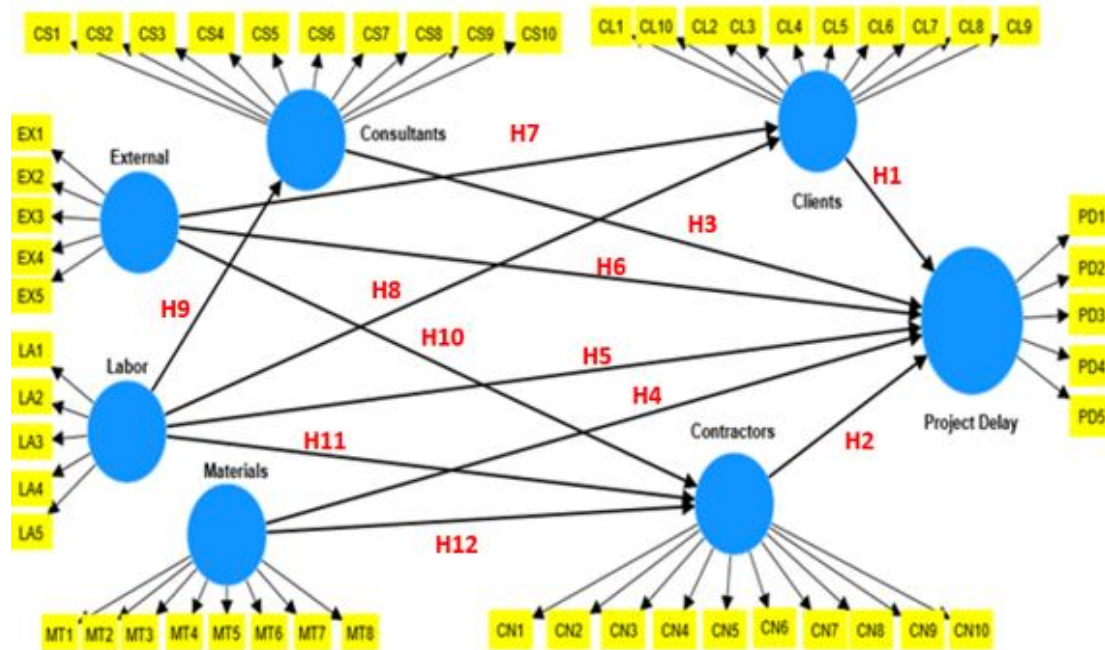 CS1 CS2 CS3 CS4 CS5 CS6 CS7 CS8 CS9 CS10
CL1 CL10 CL2 CL3 CL4 CL5 CL6 CL7 CL8 CL9
Consultants
H7
EX1
EX2
EX3
EX4
EX5
External
Clients
H1
H3
H6
PD1
PD2
PD3
PD4
PD5
H9
H8
H10
H5
H4
Project Delay
LA1
LA2
LA3
LA4
LA5
Labor
H11
Contractors
H2
Materials
H12
MT1 MT2 MT3 MT4 MT5 MT6 MT7 MT8
CN1 CN2 CN3 CN4 CN5 CN6 CN7 CN8 CN9 CN10